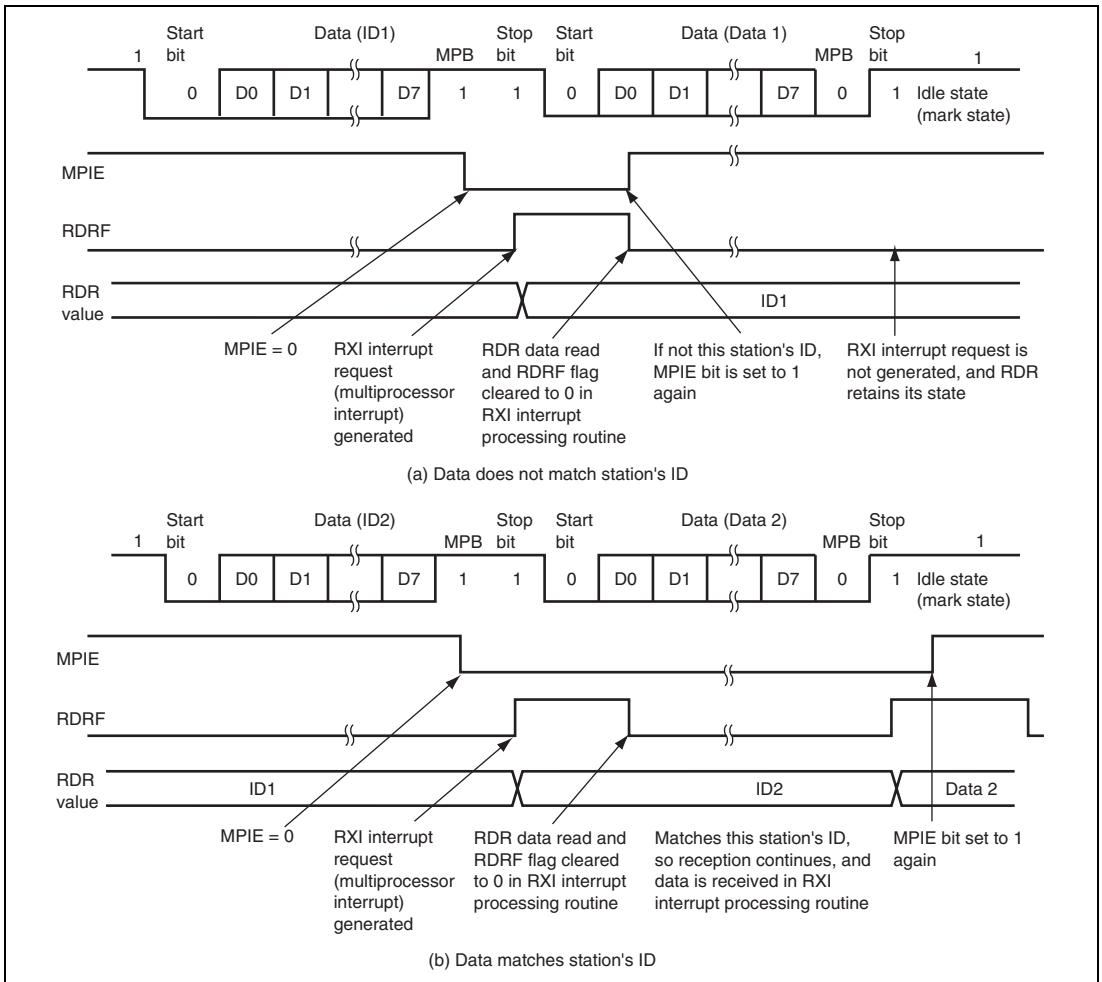 Start bit Data (ID1) MPB Stop bit Start bit Data (Data 1) MPB Stop bit
1 0 D0 D1 D7 1 1 0 D0 D1 D7 0 1 1
Idle state (mark state)
MPIE
RDRF
RDR value
ID1
MPIE = 0
RXI interrupt
request
(multiprocessor
interrupt)
generated
RDR data read
and RDRF flag
cleared to 0 in
RXI interrupt
processing routine
If not this station's ID,
MPIE bit is set to 1
again
RXI interrupt request is
not generated, and RDR
retains its state
(a) Data does not match station's ID
Start bit Data (ID2) MPB Stop bit Start bit Data (Data 2) MPB Stop bit
1 0 D0 D1 D7 1 1 0 D0 D1 D7 0 1 1
Idle state (mark state)
MPIE
RDRF
RDR value
ID1 ID2 Data 2
MPIE = 0
RXI interrupt
request
(multiprocessor
interrupt)
generated
RDR data read and
RDRF flag cleared
to 0 in RXI interrupt
processing routine
Matches this station's ID,
so reception continues, and
data is received in RXI
interrupt processing routine
MPIE bit set to 1
again
(b) Data matches station's ID